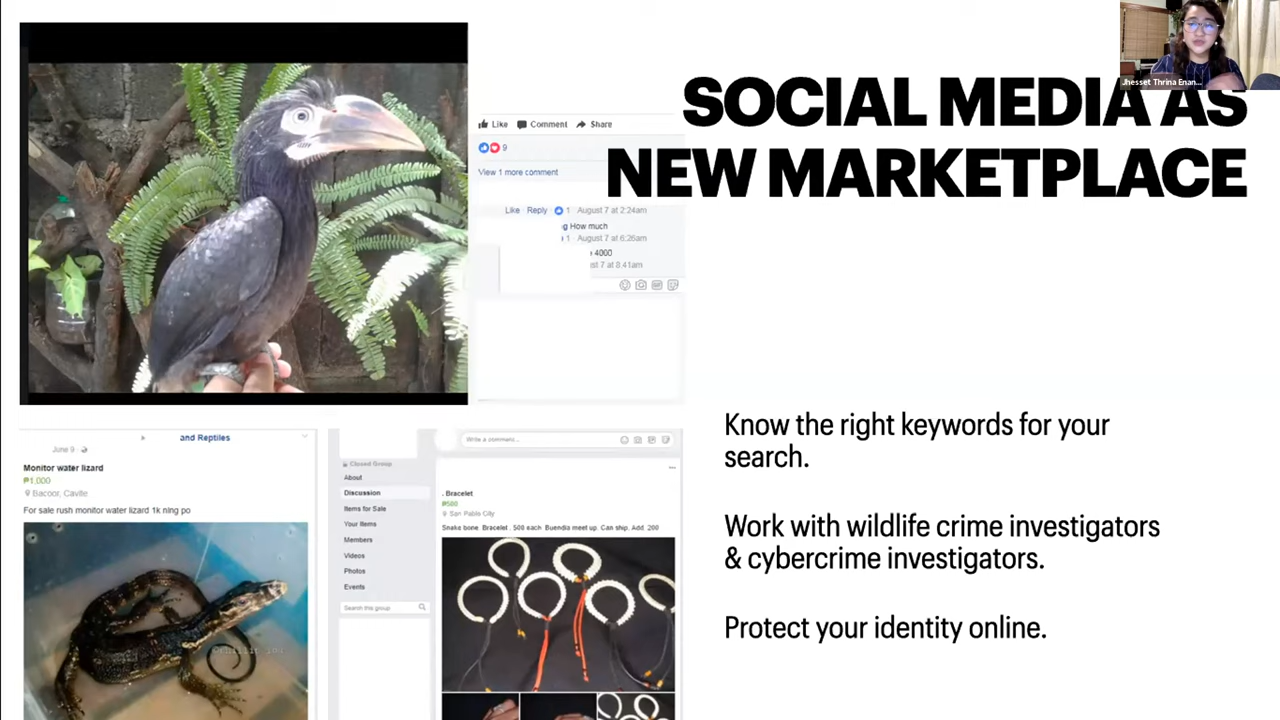 Jhesset Thrina Enan...
SOCIAL MEDIA AS
NEW MARKETPLACE
Like Comment Share
9
View 1 more comment
Like Reply 1 August 7 at 2:24am
g How much
1 · August 7 at 6:26am
4000
st 7 at 8:41am
Know the right keywords for your
search.
Work with wildlife crime investigators
& cybercrime investigators.
Protect your identity online.
and Reptiles
June 9
Monitor water lizard
₱1,000
Bacoor, Cavite
For sale rush monitor water lizard 1k ning po
Write a comment...
Closed Group
About
Discussion
Items for Sale
Your Items
Members
Videos
Photos
Events
Search this group
. Bracelet
₱500
San Pablo City
Snake bone Bracelet . 500 each Buendia meet up. Can ship. Add. 200